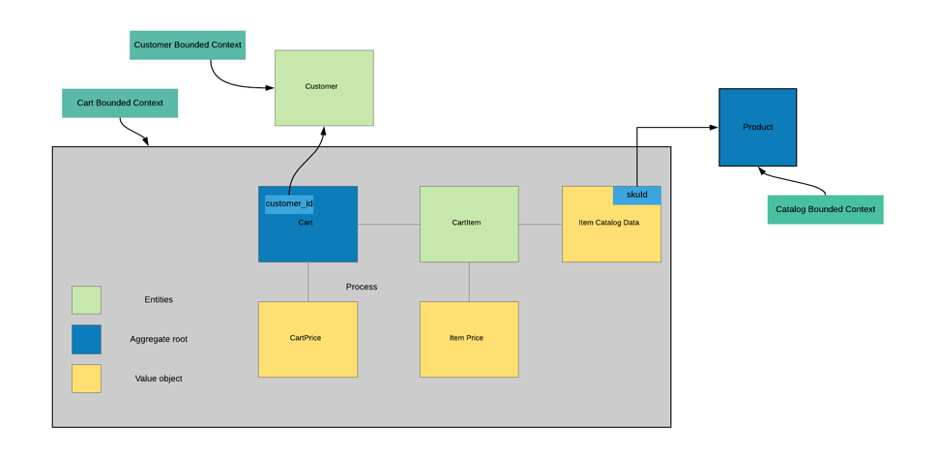 Customer Bounded Context
Customer
Cart Bounded Context
Product
customer_id
Cart
CartItem
skuId
Item Catalog Data
Catalog Bounded Context
Process
Entities
CartPrice
Item Price
Aggregate root
Value object